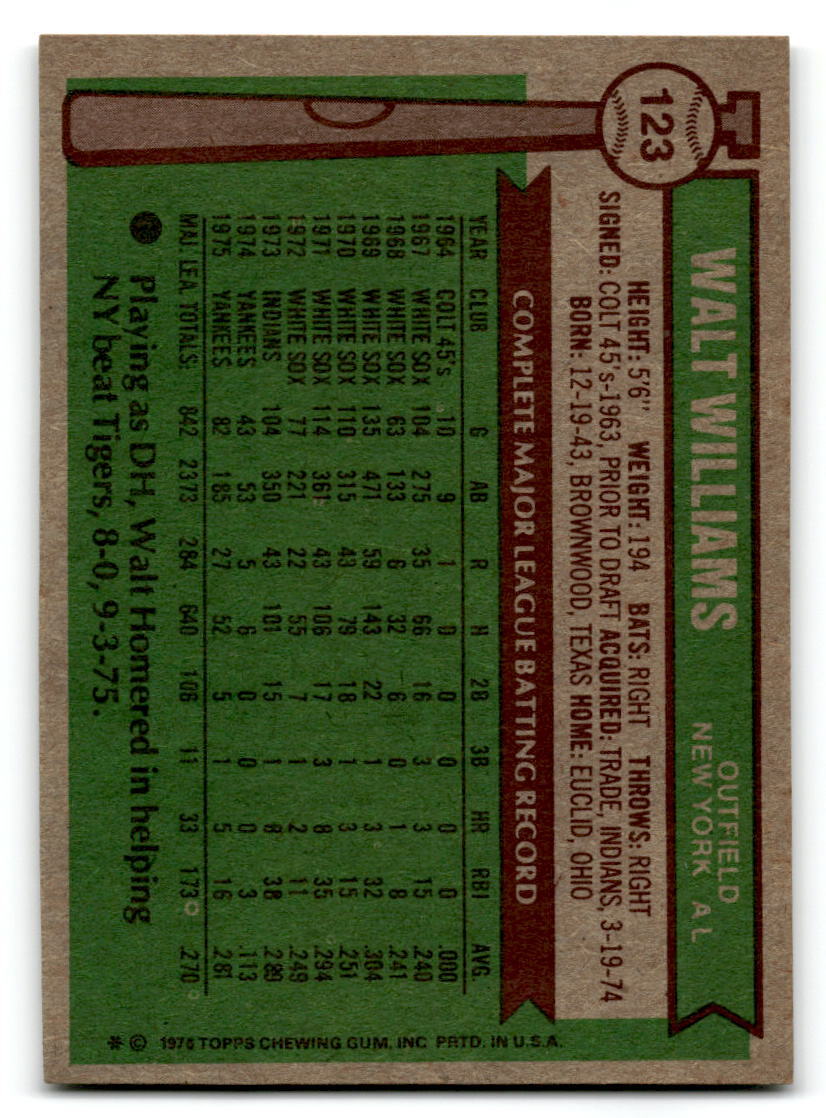 123
WALT WILLIAMS
OUTFIELD
NEW YORK A L
HEIGHT: 5'6" WEIGHT: 194 BATS: RIGHT THROWS: RIGHT
SIGNED: COLT 45's-1963, PRIOR TO DRAFT ACQUIRED: TRADE, INDIANS, 3-19-74
BORN: 12-19-43, BROWNWOOD, TEXAS HOME: EUCLID, OHIO
COMPLETE MAJOR LEAGUE BATTING RECORD
YEAR CLUB G AB R H 2B 3B HR RBI AVG.
1964 COLT 45's 10 9 1 0 0 0 0 0 .000
1967 WHITE SOX 104 275 35 66 16 3 3 15 .240
1968 WHITE SOX 63 133 6 32 6 0 1 8 .241
1969 WHITE SOX 135 471 59 143 22 1 3 32 .304
1970 WHITE SOX 110 315 43 79 18 1 3 15 .251
1971 WHITE SOX 114 361 43 106 17 3 8 35 .294
1972 WHITE SOX 77 221 22 55 7 1 2 11 .249
1973 INDIANS 104 350 43 101 15 1 8 38 .289
1974 YANKEES 43 53 5 6 0 0 0 3 .113
1975 YANKEES 82 185 27 52 5 1 5 16 .281
MAJ. LEA. TOTALS: 842 2373 284 640 106 11 33 173 .270
Playing as DH, Walt Homered in helping
NY beat Tigers, 8-0, 9-3-75.
* © 1976 TOPPS CHEWING GUM, INC PRTD. IN U.S.A.